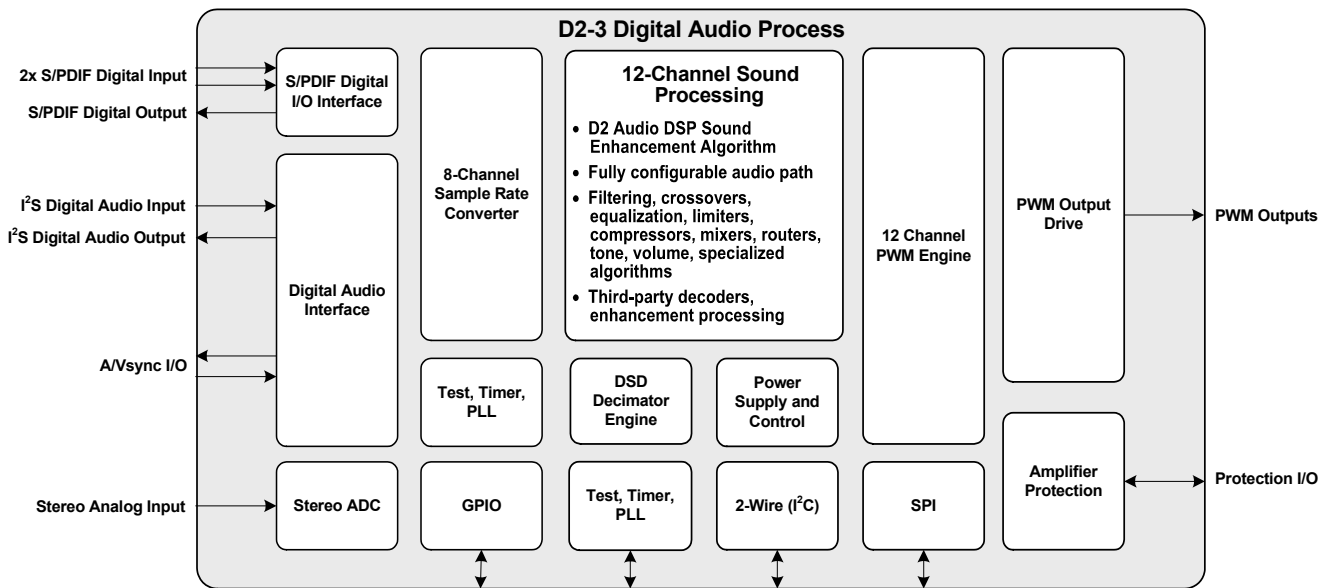 D2-3 Digital Audio Process
2x S/PDIF Digital Input
S/PDIF Digital Output
S/PDIF Digital
I/O Interface
I²S Digital Audio Input
I²S Digital Audio Output
A/Vsync I/O
Digital Audio
Interface
Stereo Analog Input
Stereo ADC
8-Channel
Sample Rate
Converter
Test, Timer,
PLL
GPIO
12-Channel Sound
Processing
• D2 Audio DSP Sound
Enhancement Algorithm
• Fully configurable audio path
• Filtering, crossovers,
equalization, limiters,
compressors, mixers, routers,
tone, volume, specialized
algorithms
• Third-party decoders,
enhancement processing
DSD
Decimator
Engine
Power
Supply and
Control
Test, Timer,
PLL
2-Wire (I²C)
12 Channel
PWM Engine
SPI
PWM Output
Drive
PWM Outputs
Amplifier
Protection
Protection I/O